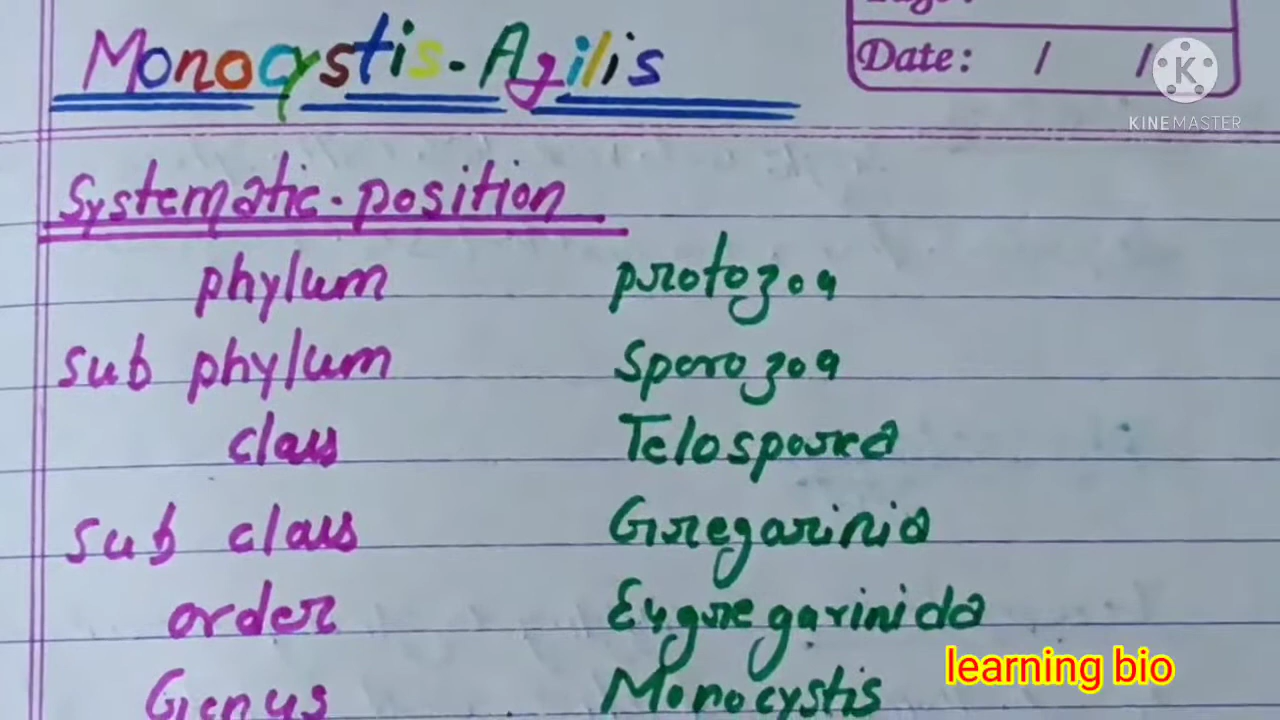 Monocystis-Agilis
Date: / /
KINEMASTER
Systematic-position
phylum protozoa
sub phylum Sporozoa
class Telosporea
sub class Gregarinia
order Eugregarinida
Genus Monocystis
learning bio